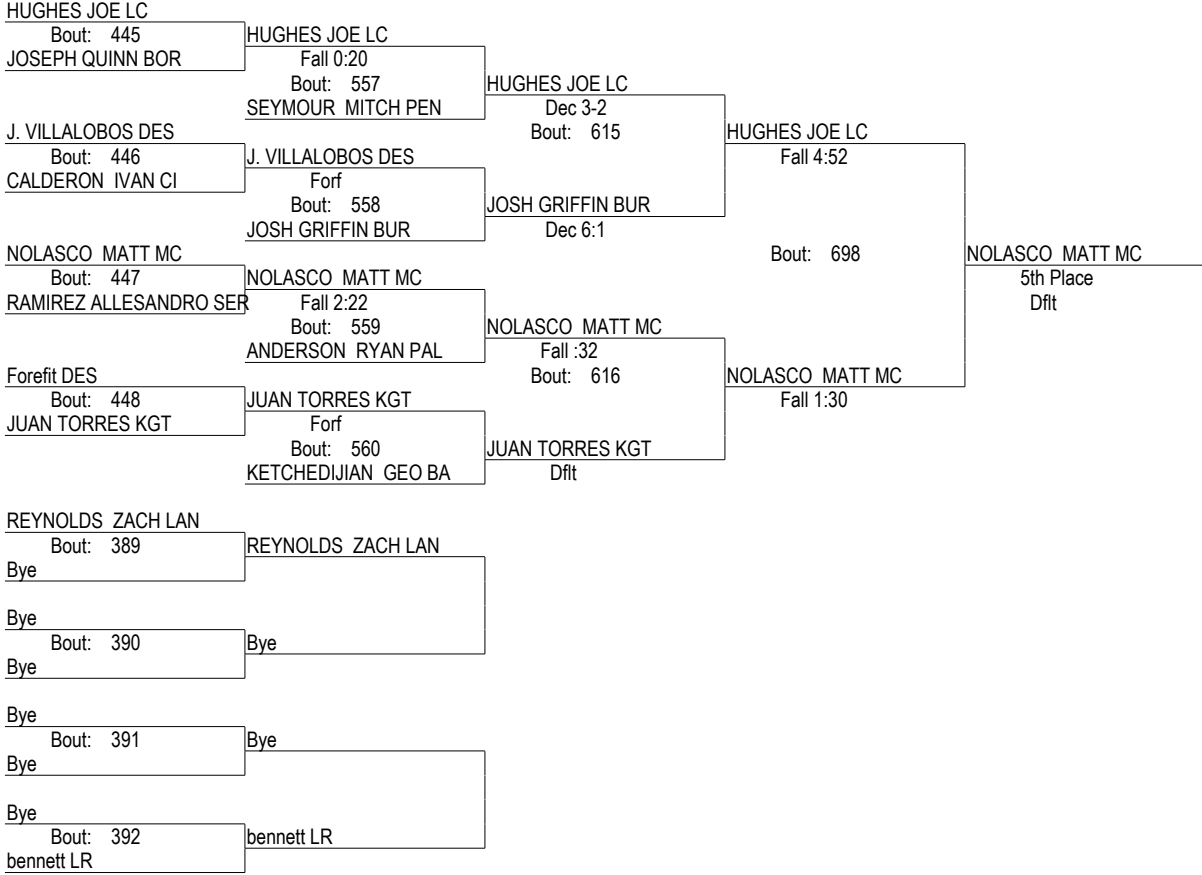 HUGHES JOE LC
Bout: 445
HUGHES JOE LC
JOSEPH QUINN BOR
Fall 0:20
Bout: 557
HUGHES JOE LC
SEYMOUR MITCH PEN
Dec 3-2
J. VILLALOBOS DES
Bout: 615
HUGHES JOE LC
Bout: 446
J. VILLALOBOS DES
Fall 4:52
CALDERON IVAN CI
Forf
Bout: 558
JOSH GRIFFIN BUR
JOSH GRIFFIN BUR
Dec 6:1
NOLASCO MATT MC
Bout: 698
NOLASCO MATT MC
Bout: 447
NOLASCO MATT MC
5th Place
RAMIREZ ALLESANDRO SER
Fall 2:22
Dflt
Bout: 559
NOLASCO MATT MC
ANDERSON RYAN PAL
Fall :32
Forefit DES
Bout: 616
NOLASCO MATT MC
Bout: 448
JUAN TORRES KGT
Fall 1:30
JUAN TORRES KGT
Forf
Bout: 560
JUAN TORRES KGT
KETCHEDIJIAN GEO BA
Dflt
REYNOLDS ZACH LAN
Bout: 389
REYNOLDS ZACH LAN
Bye
Bye
Bout: 390
Bye
Bye
Bye
Bout: 391
Bye
Bye
Bye
Bout: 392
bennett LR
bennett LR